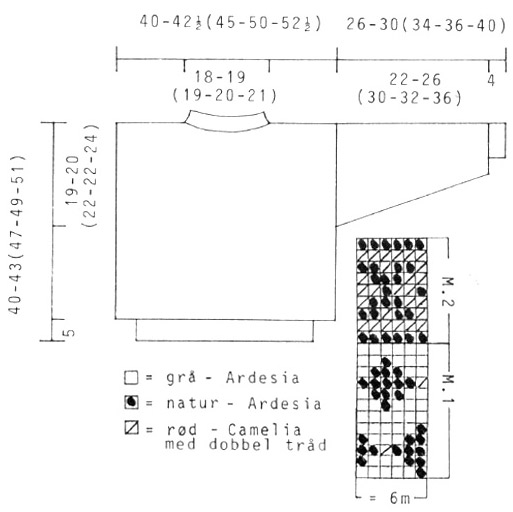 40-42½(45-50-52½)
26-30(34-36-40)
18-19
(19-20-21)
22-26
(30-32-36)
4
40-43(47-49-51)
19-20
(22-22-24)
5
M.2
M.1
= grå - Ardesia
= natur - Ardesia
= rød - Camelia
med dobbel tråd
= 6m